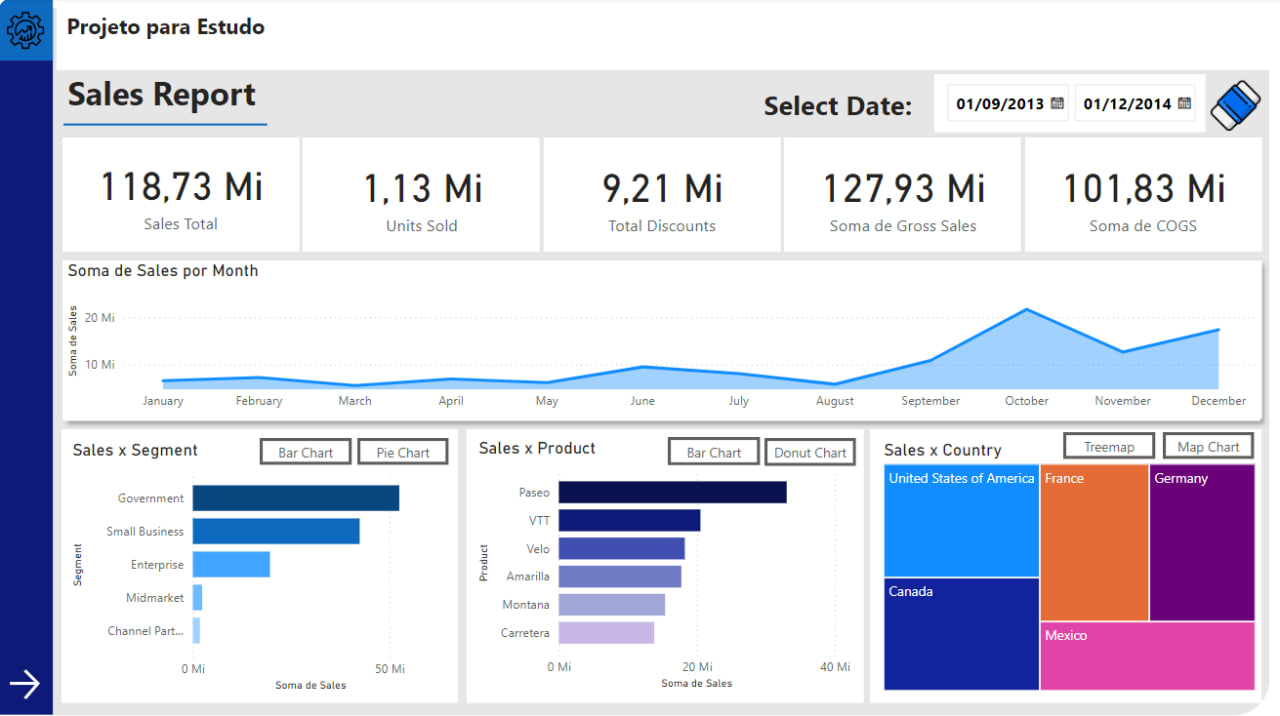 Projeto para Estudo
Sales Report
Select Date:
01/09/2013
01/12/2014
118,73 Mi
Sales Total
1,13 Mi
Units Sold
9,21 Mi
Total Discounts
127,93 Mi
Soma de Gross Sales
101,83 Mi
Soma de COGS
Soma de Sales por Month
Soma de Sales
20 Mi
10 Mi
January February March April May June July August September October November December
Sales x Segment
Bar Chart
Pie Chart
Segment
Government
Small Business
Enterprise
Midmarket
Channel Part...
0 Mi 50 Mi
Soma de Sales
Sales x Product
Bar Chart
Donut Chart
Product
Paseo
VTT
Velo
Amarilla
Montana
Carretera
0 Mi 20 Mi 40 Mi
Soma de Sales
Sales x Country
Treemap
Map Chart
United States of America
France
Germany
Canada
Mexico